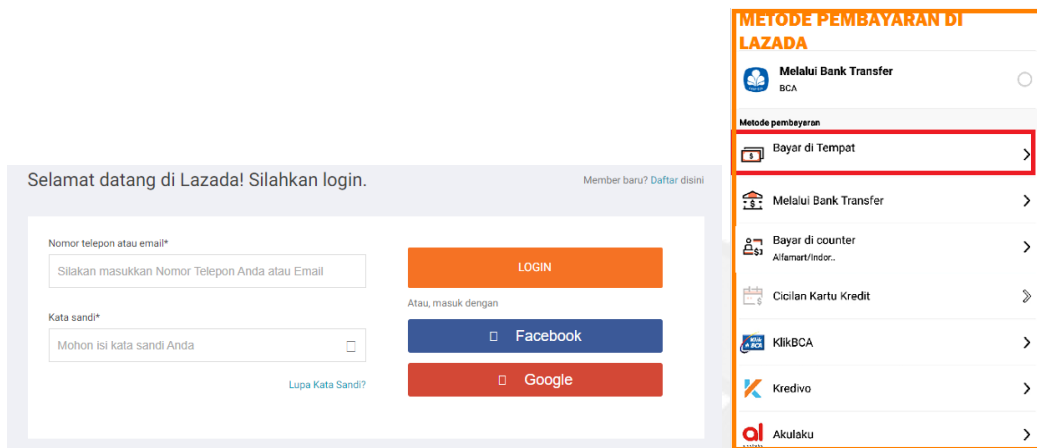 Selamat datang di Lazada! Silahkan login.
Member baru? Daftar disini
Nomor telepon atau email*
Silakan masukkan Nomor Telepon Anda atau Email
Kata sandi*
Mohon isi kata sandi Anda
Lupa Kata Sandi?
LOGIN
Atau, masuk dengan
Facebook
Google
METODE PEMBAYARAN DI
LAZADA
Melalui Bank Transfer
BCA
Metode pembayaran
Bayar di Tempat
Melalui Bank Transfer
Bayar di counter
Alfamart/Indor..
Cicilan Kartu Kredit
KlikBCA
Kredivo
Akulaku